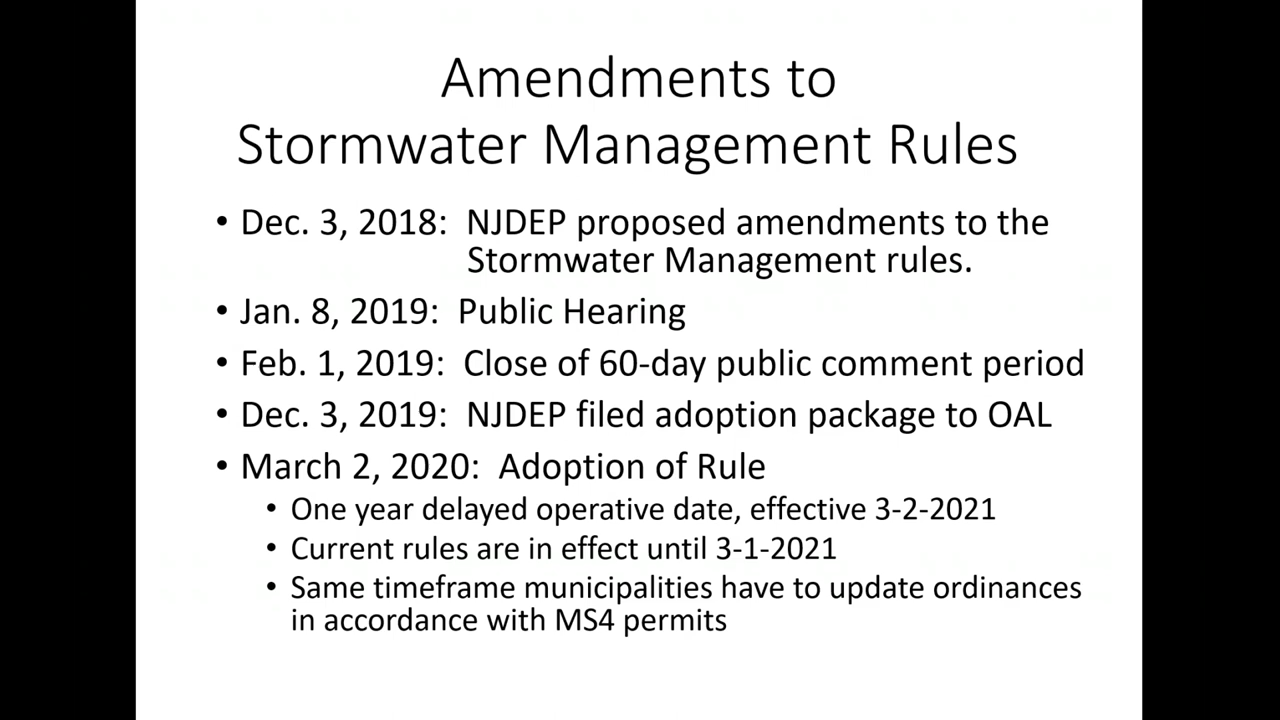 Amendments to
Stormwater Management Rules
• Dec. 3, 2018: NJDEP proposed amendments to the
Stormwater Management rules.
• Jan. 8, 2019: Public Hearing
• Feb. 1, 2019: Close of 60-day public comment period
• Dec. 3, 2019: NJDEP filed adoption package to OAL
• March 2, 2020: Adoption of Rule
• One year delayed operative date, effective 3-2-2021
• Current rules are in effect until 3-1-2021
• Same timeframe municipalities have to update ordinances
in accordance with MS4 permits